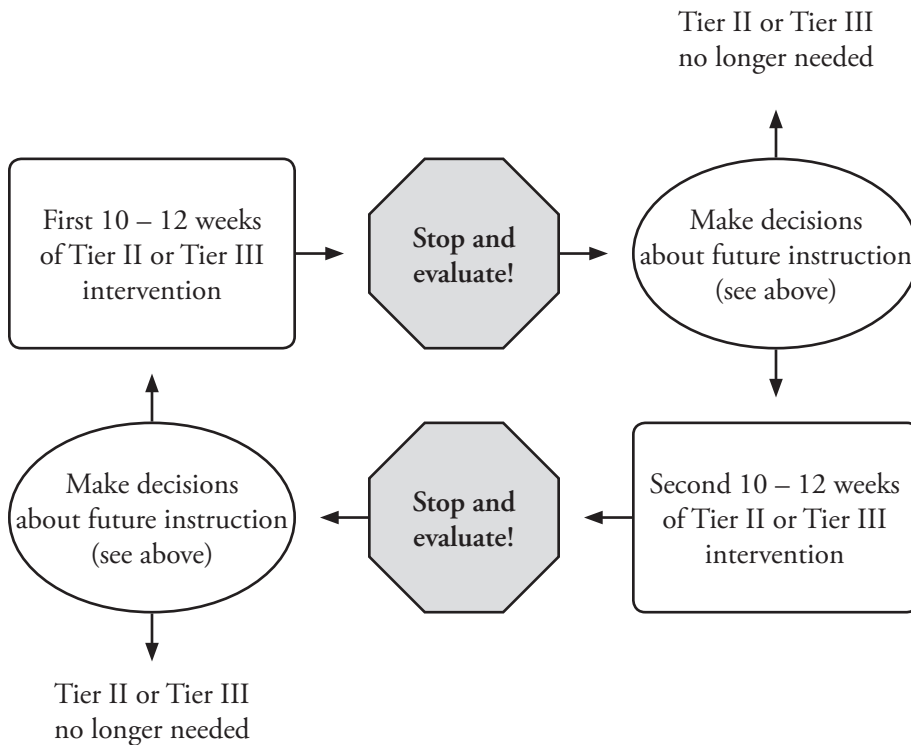 Tier II or Tier III
no longer needed
First 10 – 12 weeks
of Tier II or Tier III
intervention
Stop and
evaluate!
Make decisions
about future instruction
(see above)
Second 10 – 12 weeks
of Tier II or Tier III
intervention
Stop and
evaluate!
Make decisions
about future instruction
(see above)
Tier II or Tier III
no longer needed